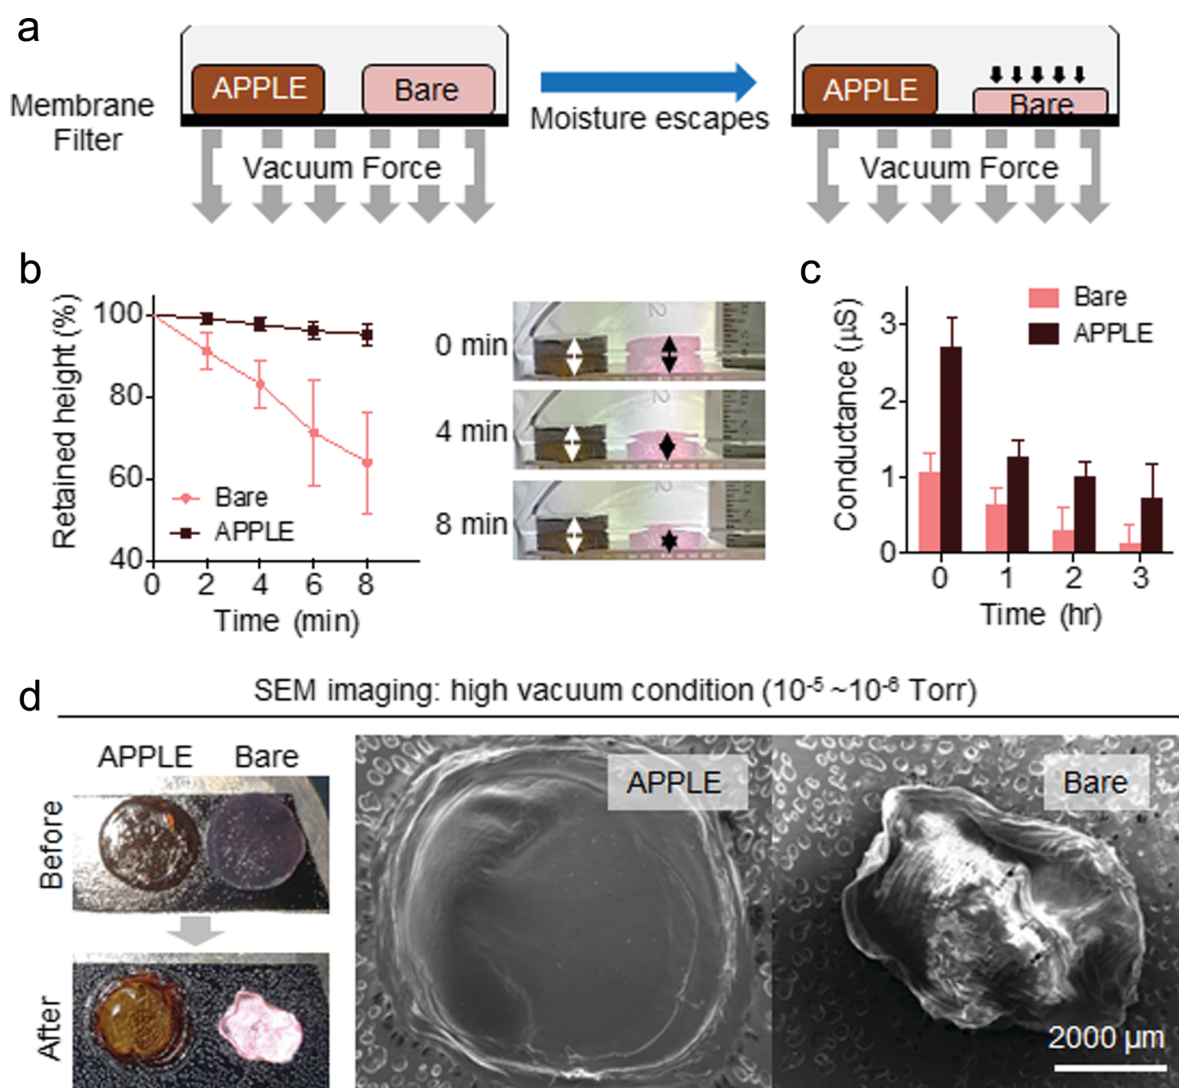 a
Membrane
Filter
APPLE
Bare
Vacuum Force
Moisture escapes
APPLE
Bare
Vacuum Force
b
Retained height (%)
100
80
60
40
0
2
4
6
8
Time (min)
Bare
APPLE
0 min
4 min
8 min
2
2
2
c
Conductance (µS)
3
2
1
0
0
1
2
3
Time (hr)
Bare
APPLE
d
SEM imaging: high vacuum condition (10⁻⁵ ~10⁻⁶ Torr)
APPLE
Bare
Before
After
APPLE
Bare
2000 µm